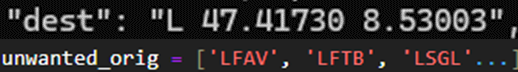 "dest": "L 47.41730 8.53003",
unwanted_orig = ['LFAV', 'LFTB', 'LSGL'...]